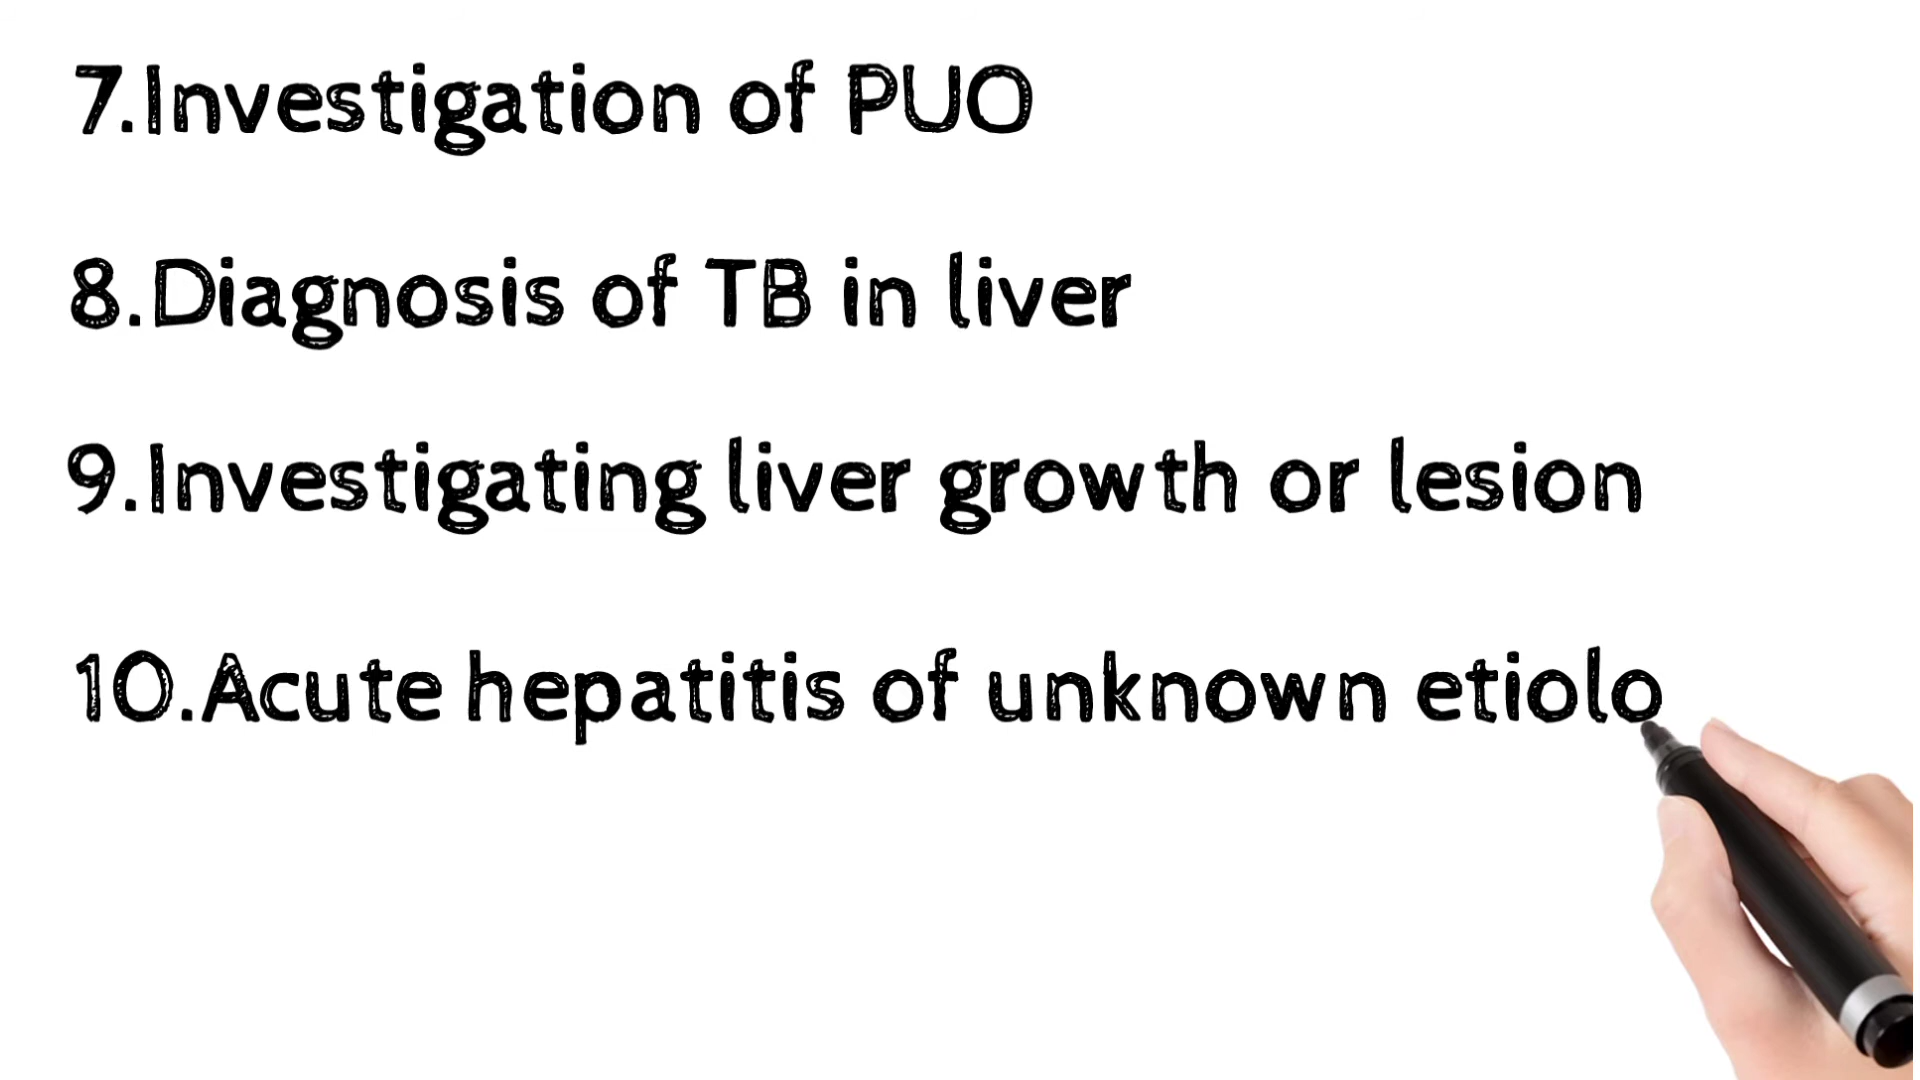 7.Investigation of PUO
8.Diagnosis of TB in liver
9.Investigating liver growth or lesion
10.Acute hepatitis of unknown etiolo